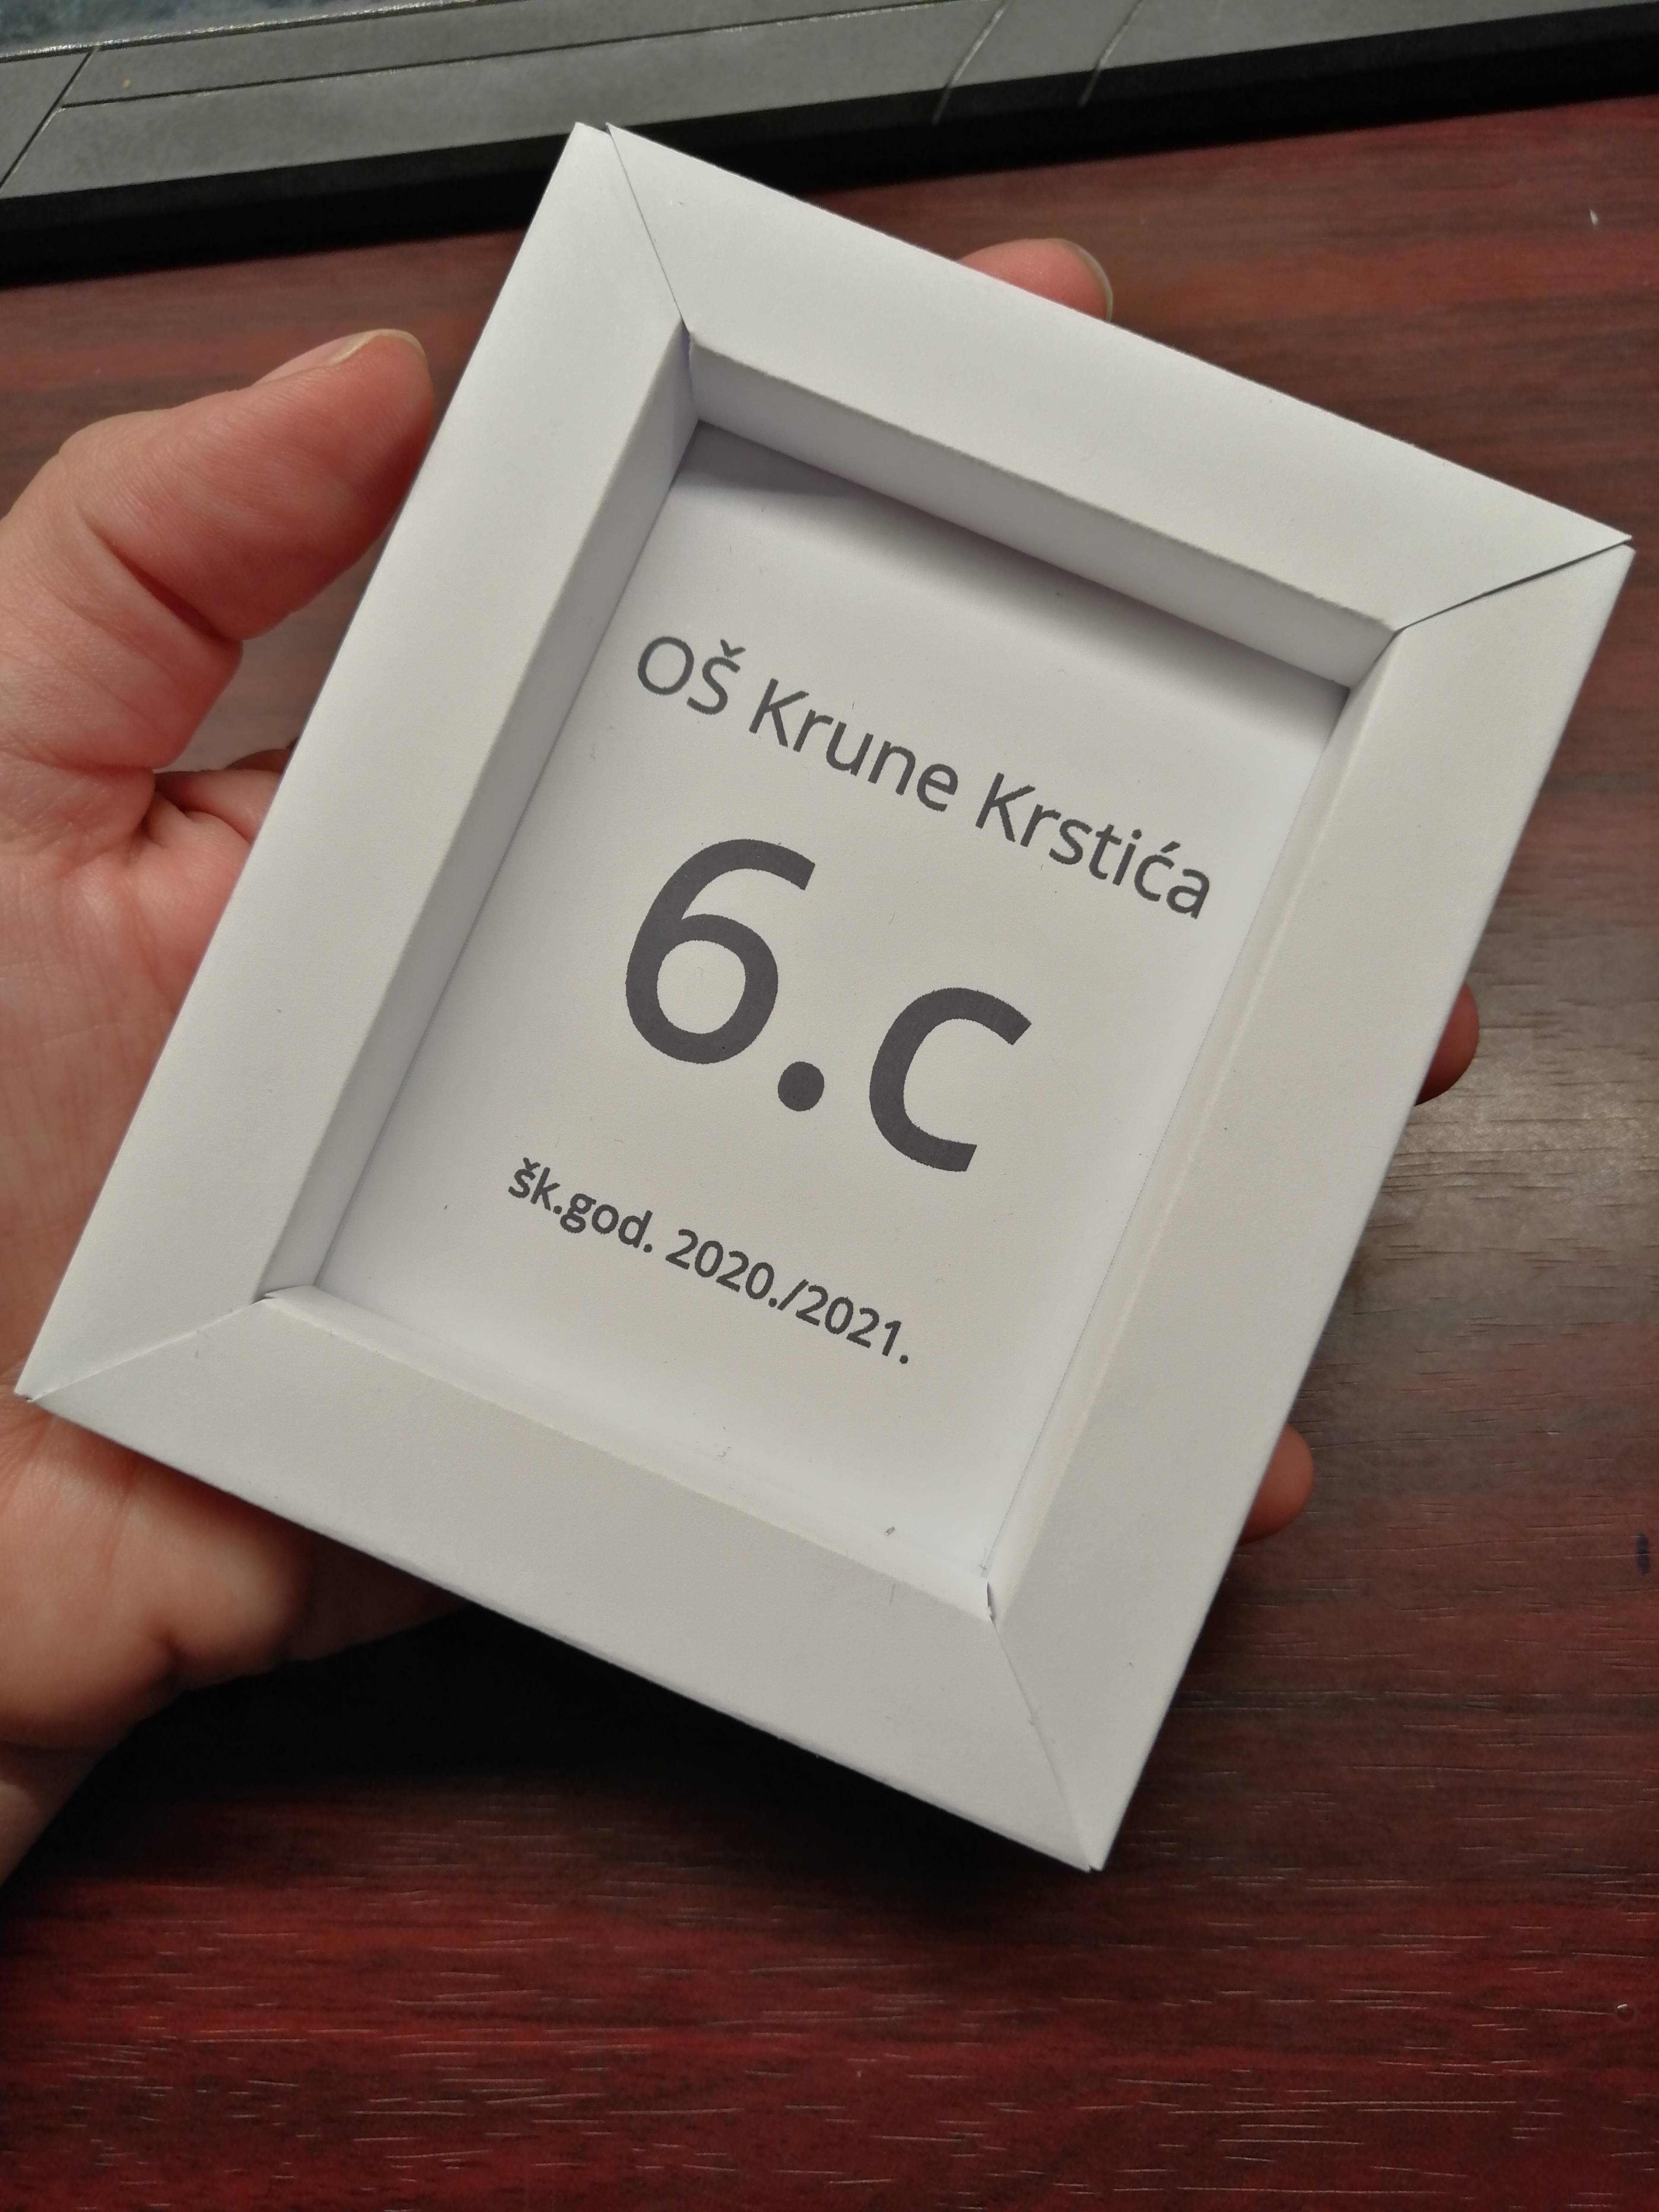 OŠ Krune Krstića
6.c
šk.god. 2020./2021.